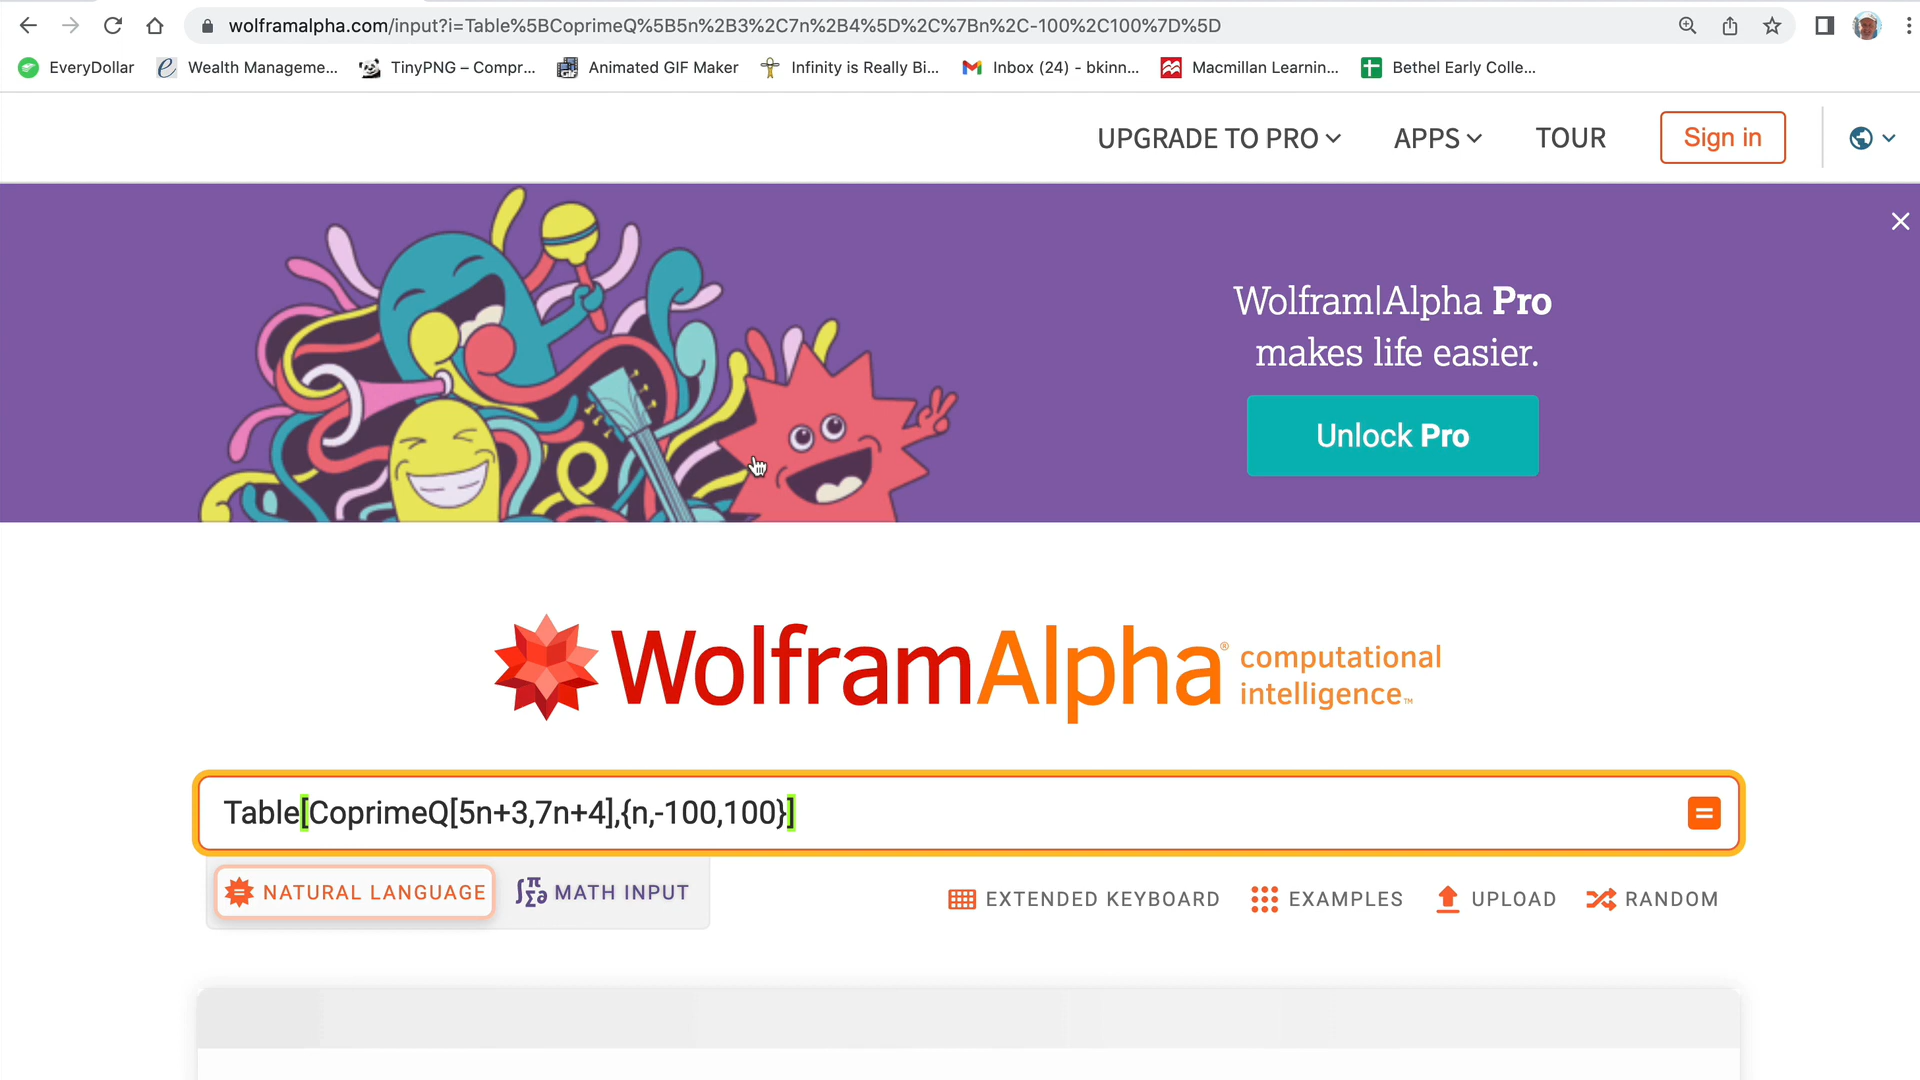 wolframalpha.com/input?i=Table%5BCoprimeQ%5B5n%2B3%2C7n%2B4%5D%2C%7Bn%2C-100%2C100%7D%5D
EveryDollar Wealth Manageme... TinyPNG – Compr... Animated GIF Maker Infinity is Really Bi... Inbox (24) - bkinn... Macmillan Learnin... Bethel Early Colle...
UPGRADE TO PRO APPS TOUR Sign in
Wolfram|Alpha Pro
makes life easier.
Unlock Pro
WolframAlpha® computational
intelligence™
Table[CoprimeQ[5n+3,7n+4],{n,-100,100}]
NATURAL LANGUAGE MATH INPUT EXTENDED KEYBOARD EXAMPLES UPLOAD RANDOM